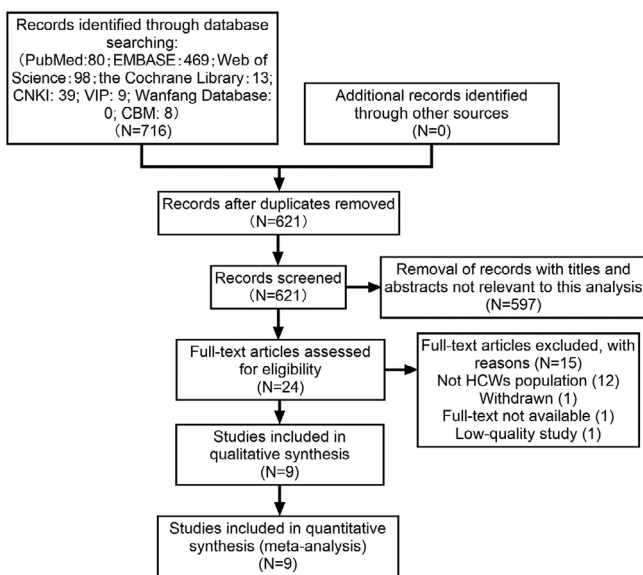 Records identified through database
searching:
（PubMed:80；EMBASE：469；Web of
Science：98；the Cochrane Library：13；
CNKI: 39; VIP: 9; Wanfang Database:
0; CBM: 8）
(N=716)
Additional records identified
through other sources
(N=0)
Records after duplicates removed
（N=621）
Records screened
(N=621)
Removal of records with titles and
abstracts not relevant to this analysis
(N=597)
Full-text articles assessed
for eligibility
(N=24)
Full-text articles excluded, with
reasons (N=15)
Not HCWs population (12)
Withdrawn (1)
Full-text not available (1)
Low-quality study (1)
Studies included in
qualitative synthesis
(N=9)
Studies included in quantitative
synthesis (meta-analysis)
(N=9)